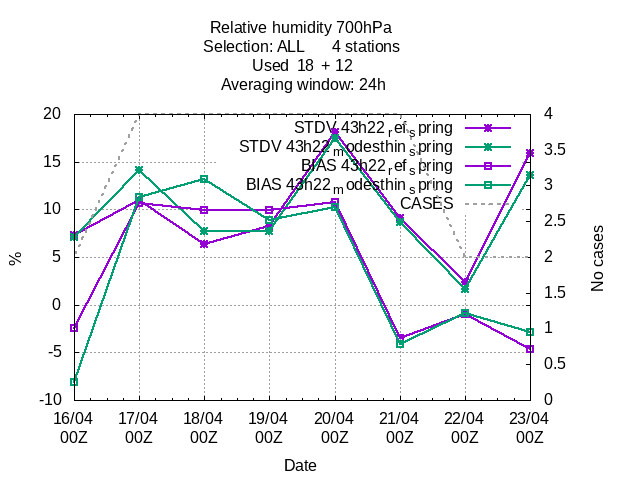 Relative humidity 700hPa
Selection: ALL 4 stations
Used 18 + 12
Averaging window: 24h
20 4
STDV 43h22_ref_spring
STDV 43h22_modesthin_spring
15 3.5
BIAS 43h22_ref_spring
BIAS 43h22_modesthin_spring
3
CASES
10 2.5
5 2
%
No cases
0 1.5
1
-5 0.5
-10 0
16/04 17/04 18/04 19/04 20/04 21/04 22/04 23/04
00Z 00Z 00Z 00Z 00Z 00Z 00Z 00Z
Date